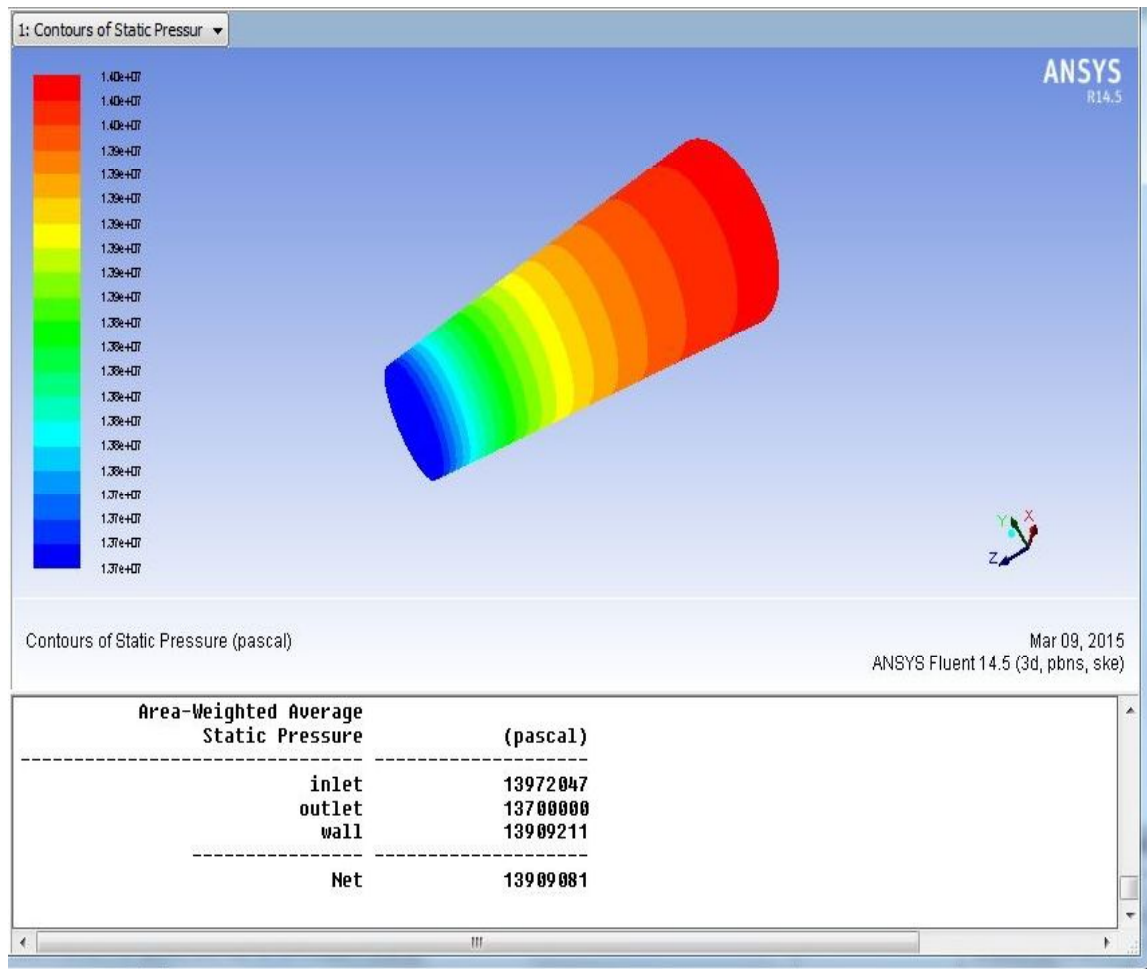 1: Contours of Static Pressur
ANSYS
R14.5
1.40e+07
1.40e+07
1.40e+07
1.39e+07
1.39e+07
1.39e+07
1.39e+07
1.39e+07
1.39e+07
1.39e+07
1.38e+07
1.38e+07
1.38e+07
1.38e+07
1.38e+07
1.38e+07
1.38e+07
1.37e+07
1.37e+07
1.37e+07
1.37e+07
Y X
Z
Contours of Static Pressure (pascal)
Mar 09, 2015
ANSYS Fluent 14.5 (3d, pbns, ske)
Area-Weighted Average
Static Pressure (pascal)
-------------------------------- --------------------
inlet 13972047
outlet 13700000
wall 13909211
---------------- --------------------
Net 13909081